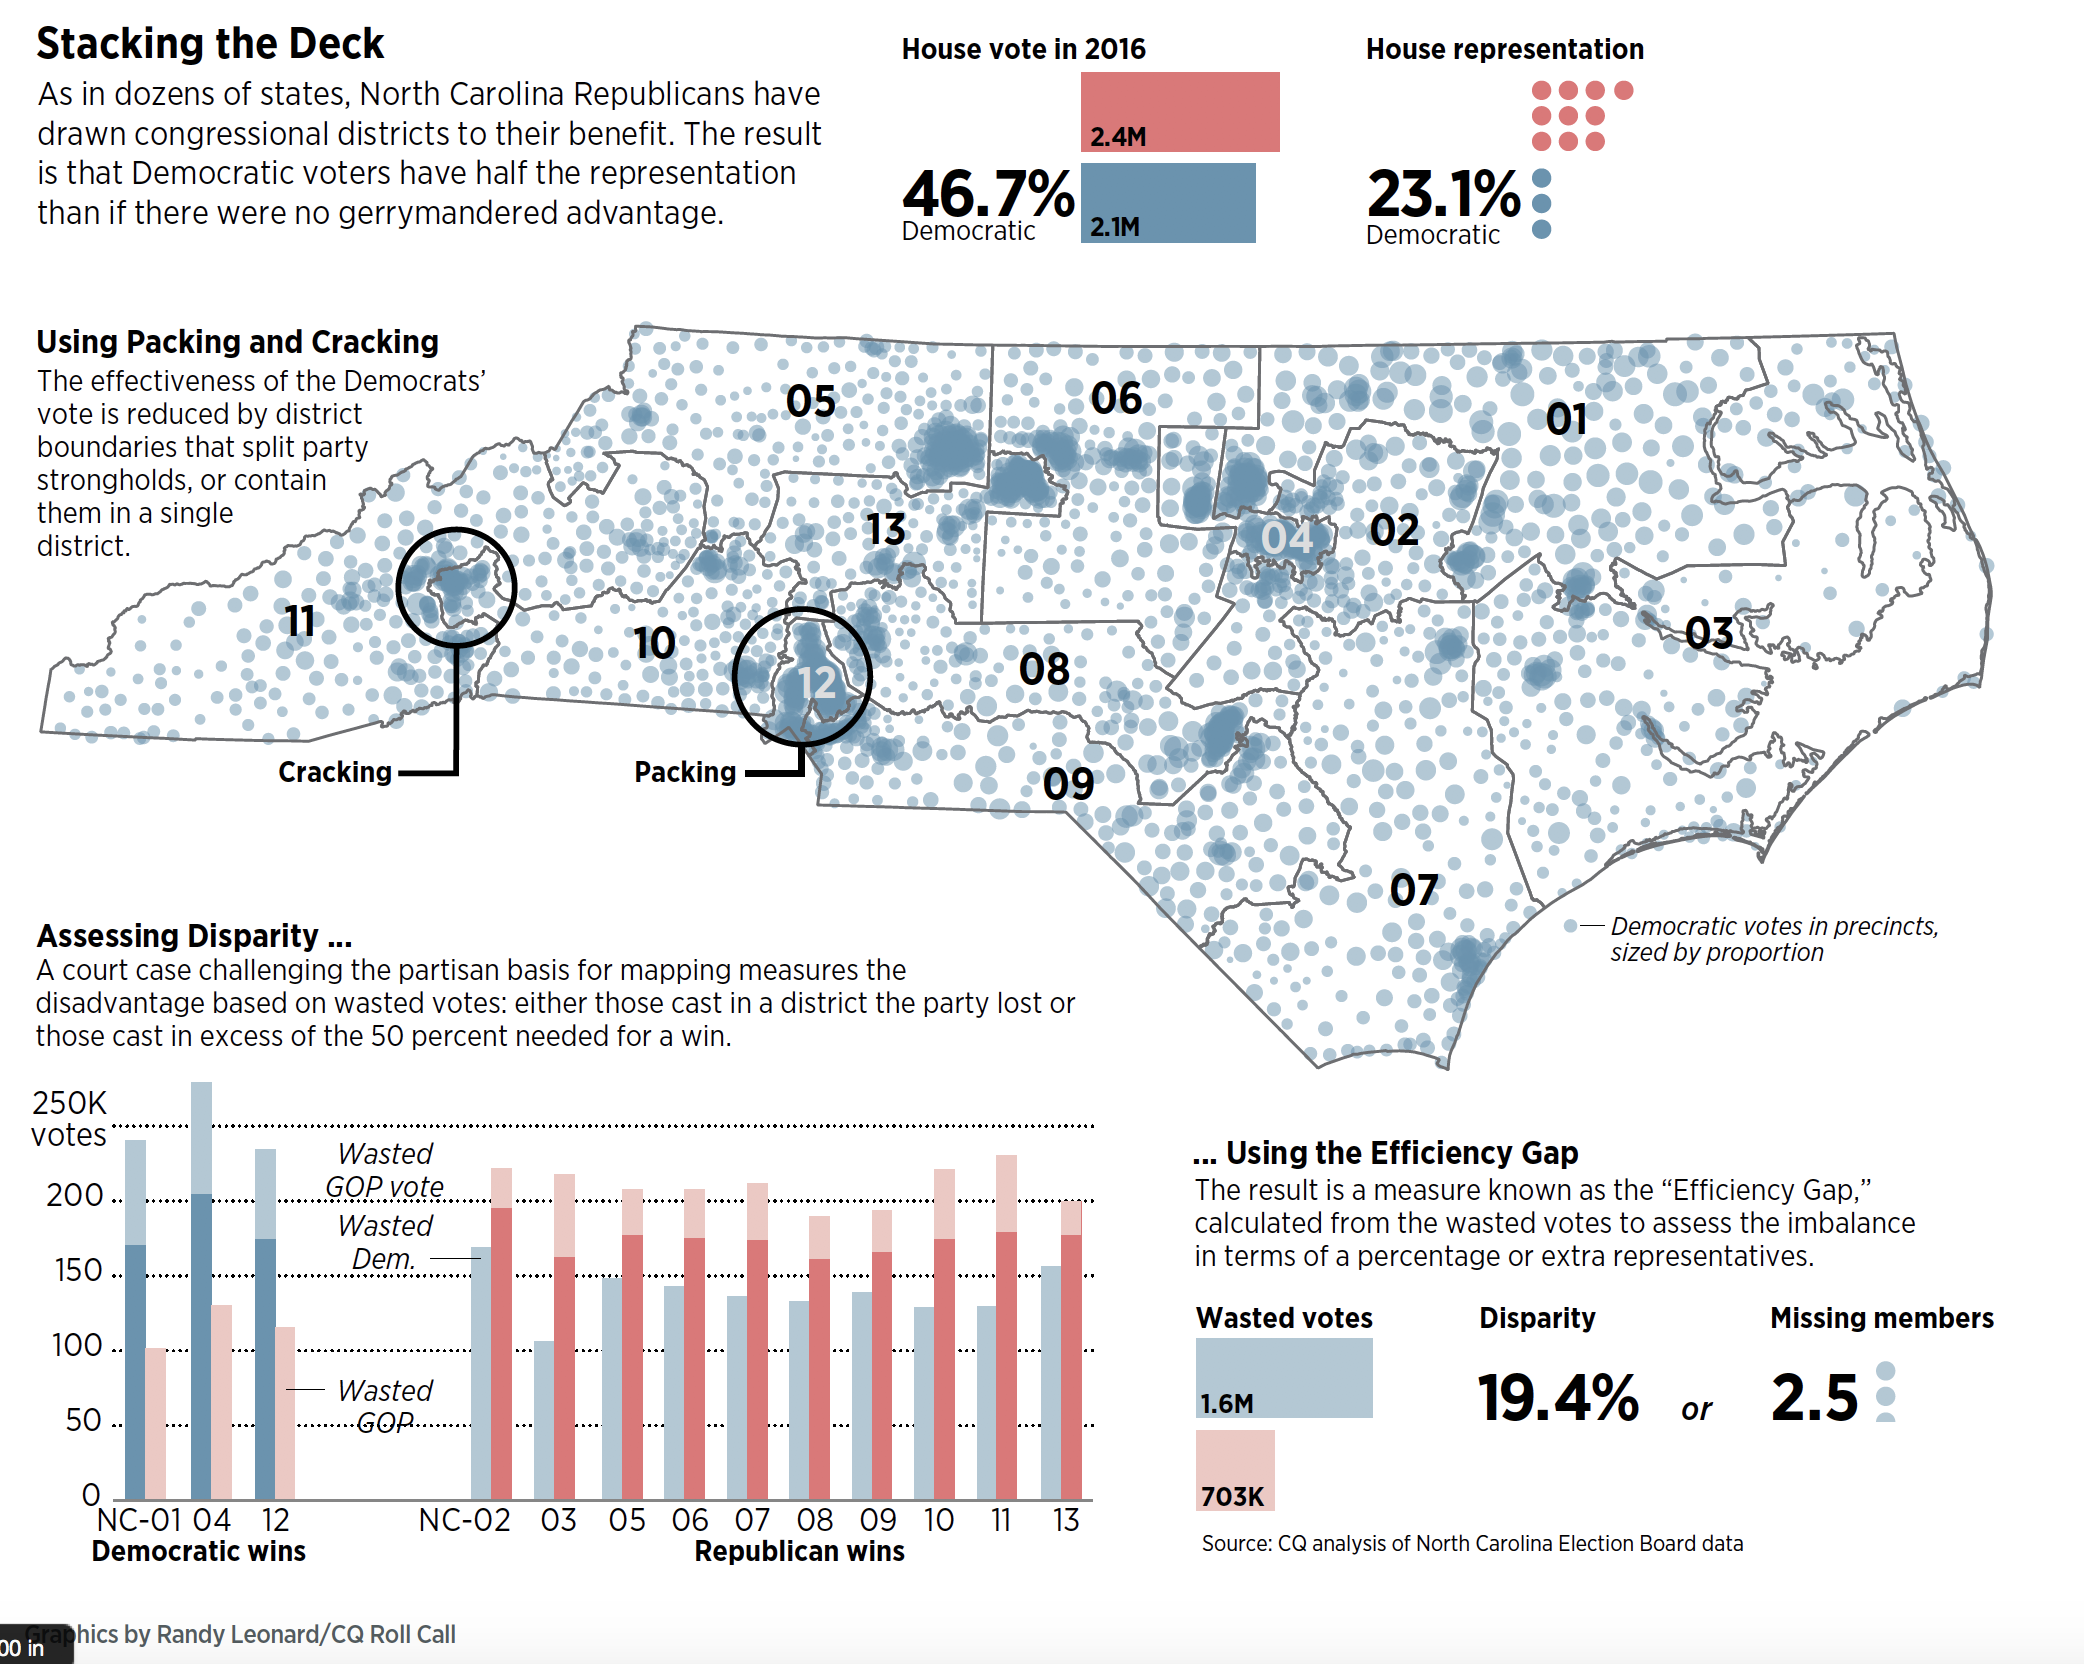 Stacking the Deck
As in dozens of states, North Carolina Republicans have
drawn congressional districts to their benefit. The result
is that Democratic voters have half the representation
than if there were no gerrymandered advantage.
House vote in 2016
2.4M
46.7%
Democratic
2.1M
House representation
23.1%
Democratic
Using Packing and Cracking
The effectiveness of the Democrats’
vote is reduced by district
boundaries that split party
strongholds, or contain
them in a single
district.
05
06
01
13
04
02
11
10
12
08
03
09
07
Cracking
Packing
Democratic votes in precincts,
sized by proportion
Assessing Disparity ...
A court case challenging the partisan basis for mapping measures the
disadvantage based on wasted votes: either those cast in a district the party lost or
those cast in excess of the 50 percent needed for a win.
250K
votes
200
150
100
50
0
Wasted
GOP vote
Wasted
Dem.
Wasted
GOP
NC-01 04 12
Democratic wins
NC-02 03 05 06 07 08 09 10 11 13
Republican wins
... Using the Efficiency Gap
The result is a measure known as the “Efficiency Gap,”
calculated from the wasted votes to assess the imbalance
in terms of a percentage or extra representatives.
Wasted votes
1.6M
703K
Disparity
19.4%
or
Missing members
2.5
Source: CQ analysis of North Carolina Election Board data
Graphics by Randy Leonard/CQ Roll Call
00 in